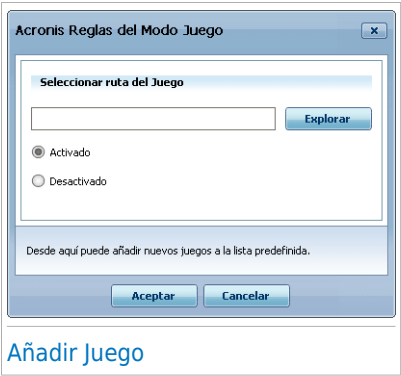 Acronis Reglas del Modo Juego
Seleccionar ruta del Juego
Explorar
Activado
Desactivado
Desde aquí puede añadir nuevos juegos a la lista predefinida.
Aceptar Cancelar
Añadir Juego